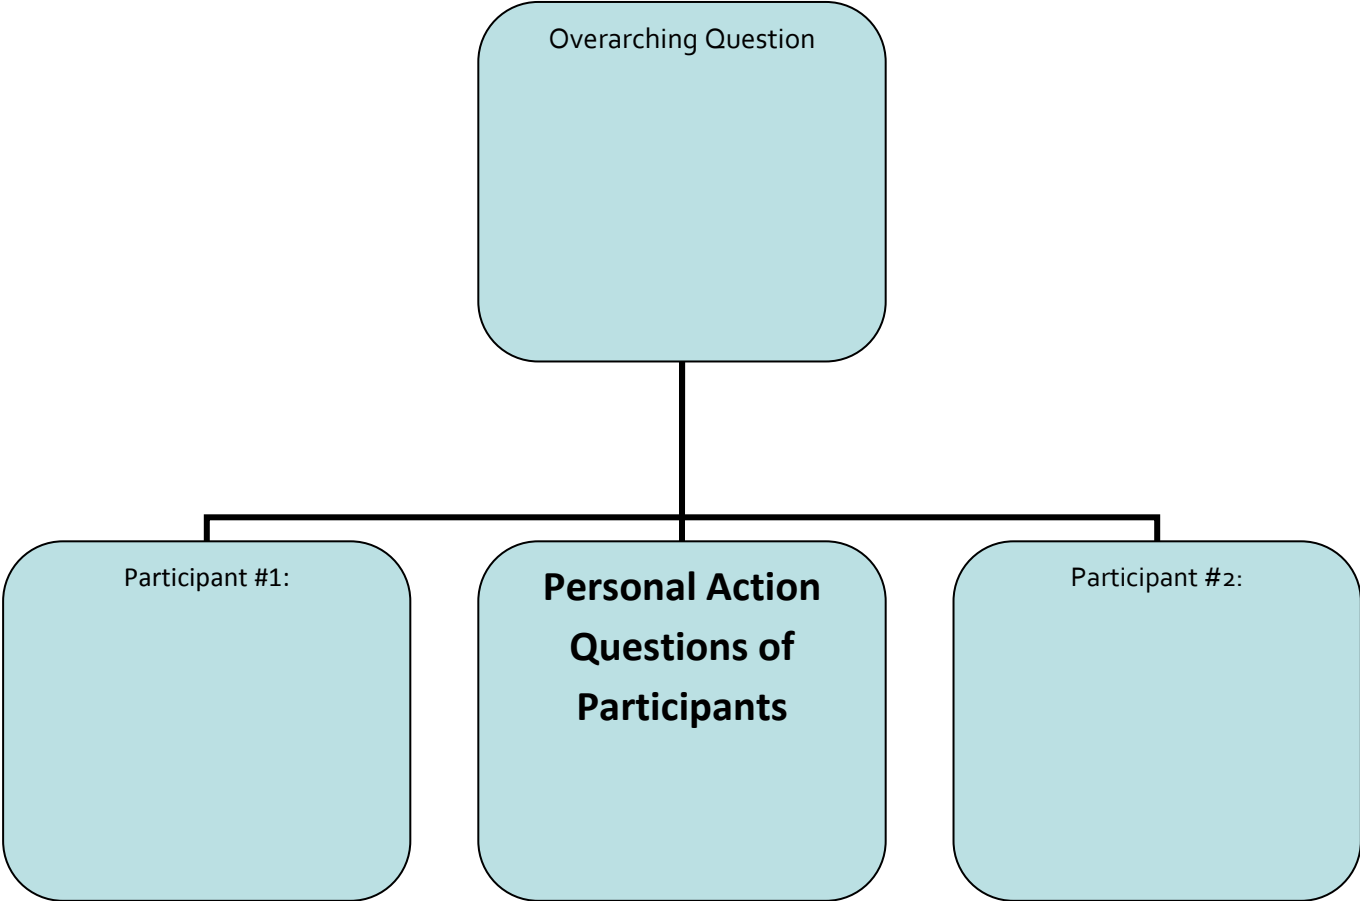 Overarching Question
Participant #1:
Personal Action
Questions of
Participants
Participant #2: